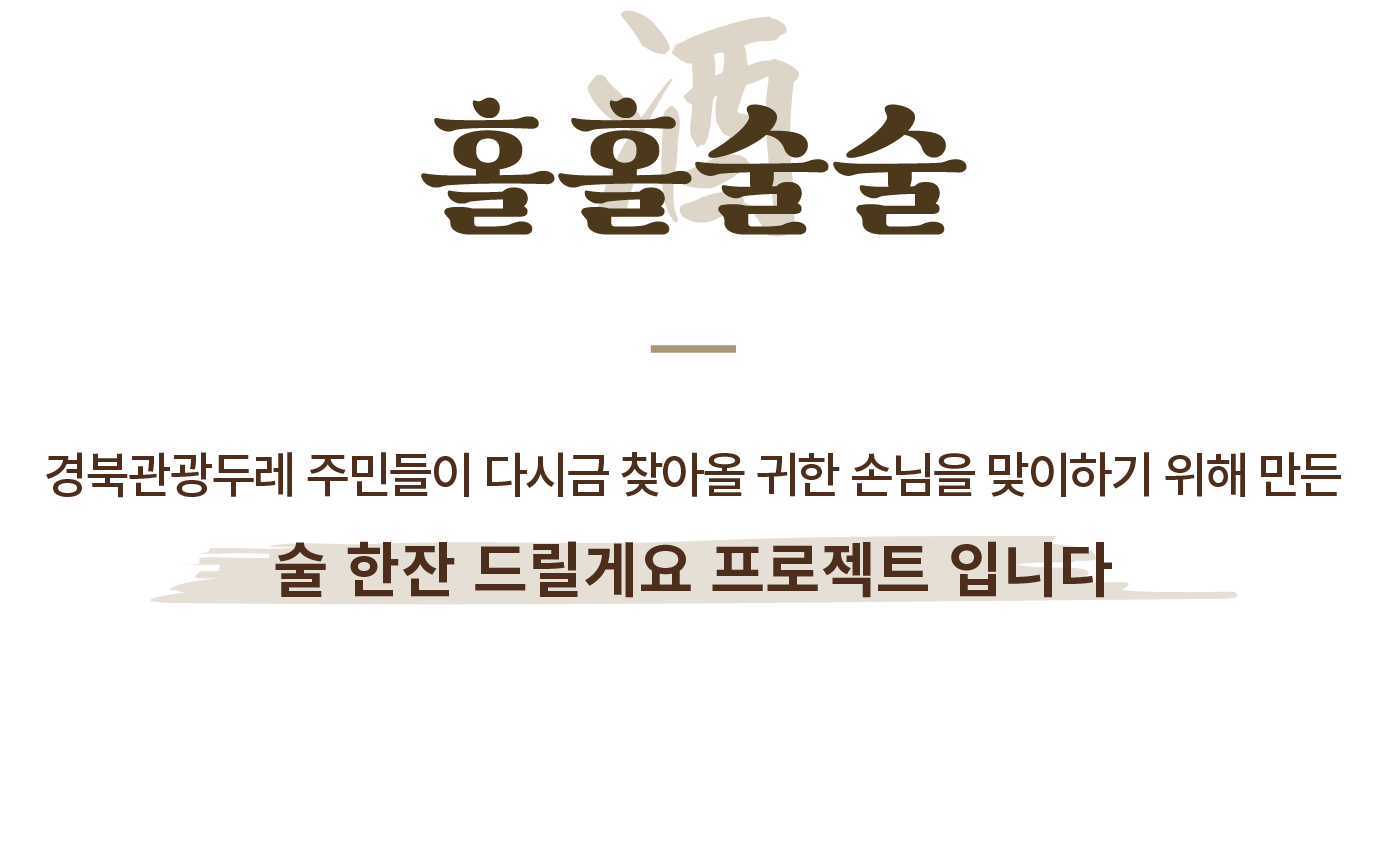 酒
홀홀술술
경북관광두레 주민들이 다시금 찾아올 귀한 손님을 맞이하기 위해 만든
술 한잔 드릴게요 프로젝트 입니다